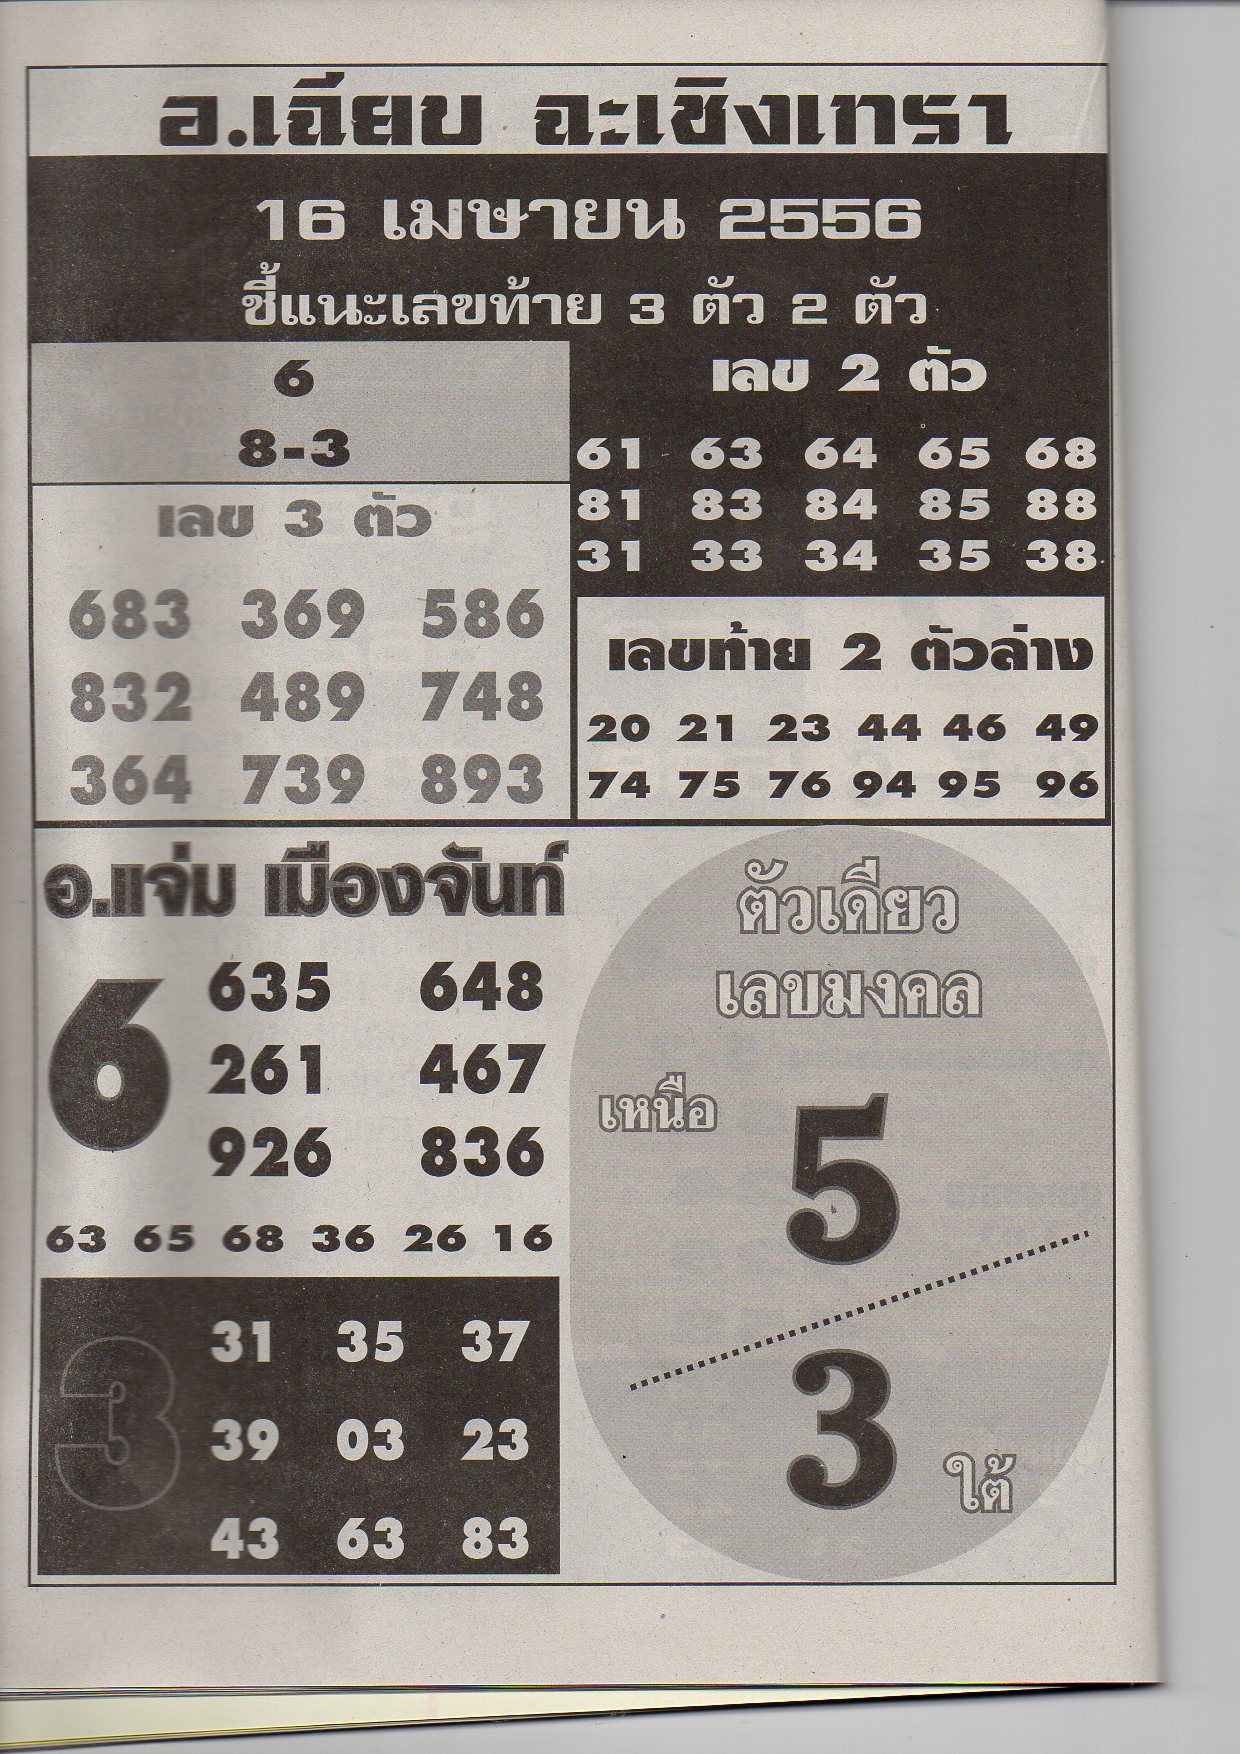 อ.เฉียบ ฉะเชิงเทรา
16 เมษายน 2556
ชี้แนะเลขท้าย 3 ตัว 2 ตัว
6
8-3
เลข 3 ตัว
683 369 586
832 489 748
364 739 893
เลข 2 ตัว
61 63 64 65 68
81 83 84 85 88
31 33 34 35 38
เลขท้าย 2 ตัวล่าง
20 21 23 44 46 49
74 75 76 94 95 96
อ.แจ่ม เมืองจันท์
6
635 648
261 467
926 836
63 65 68 36 26 16
3
31 35 37
39 03 23
43 63 83
ตัวเดียว
เลขมงคล
เหนือ
5
3
ใต้